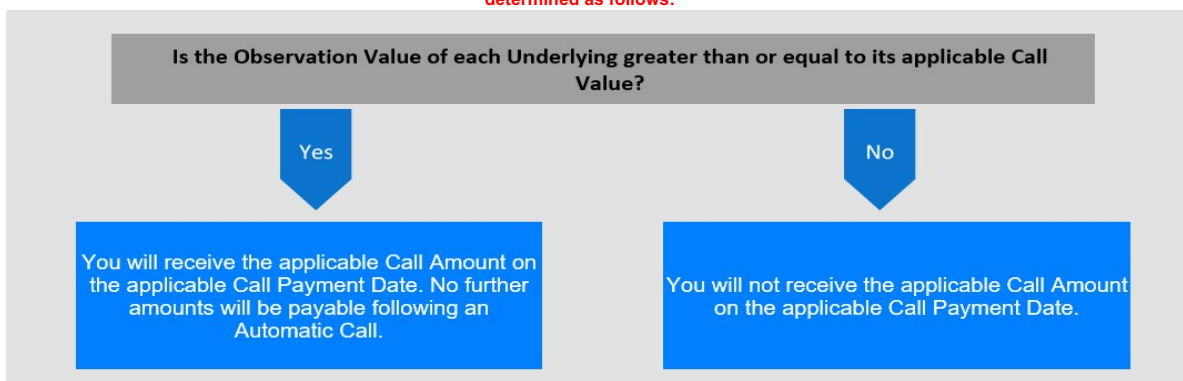 determined as follows:
Is the Observation Value of each Underlying greater than or equal to its applicable Call
Value?
Yes
No
You will receive the applicable Call Amount on
the applicable Call Payment Date. No further
amounts will be payable following an
Automatic Call.
You will not receive the applicable Call Amount
on the applicable Call Payment Date.